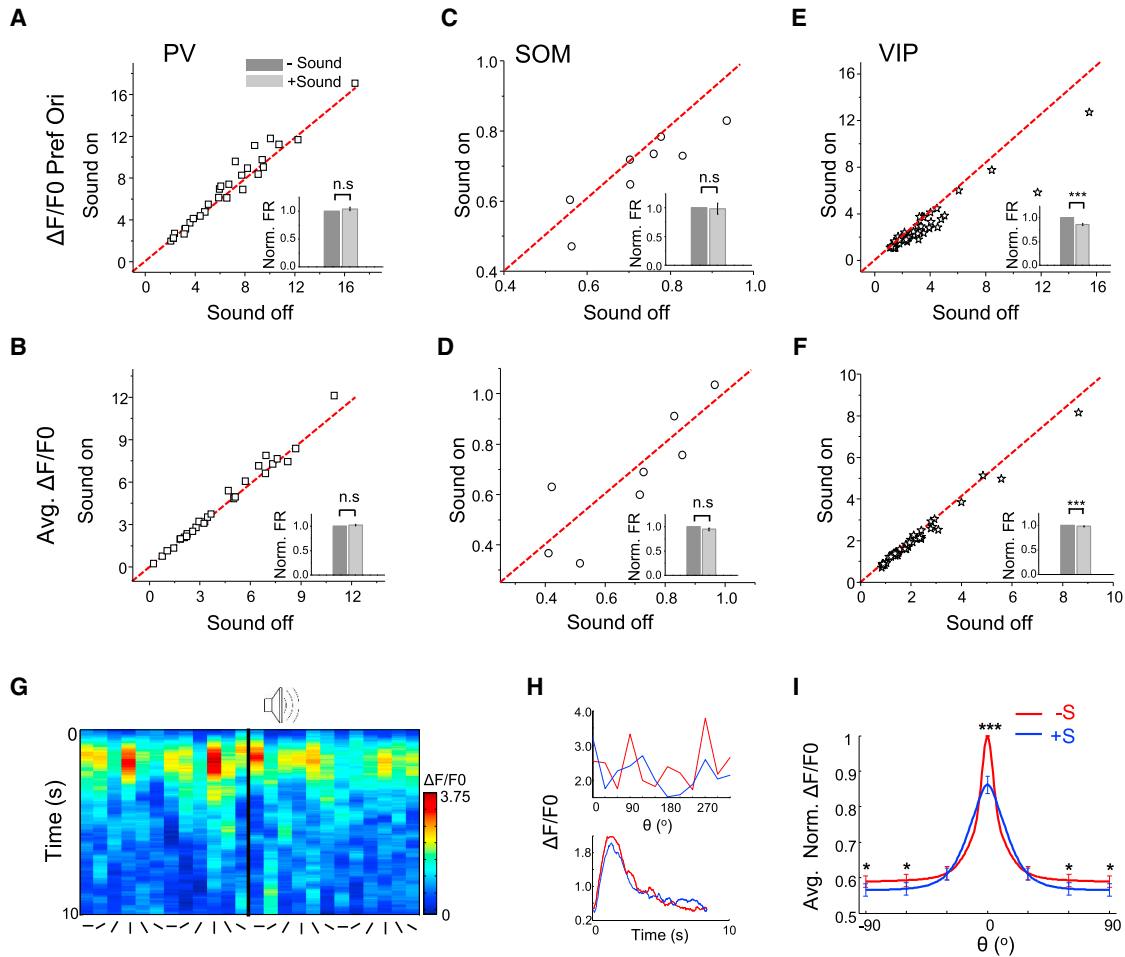 A
C
E
PV
SOM
VIP
- Sound
+Sound
ΔF/F0 Pref Ori
Sound on
16
12
8
4
0
0
4
8
12
16
Sound off
Norm. FR
1.0
0.5
0.0
n.s
Sound on
1.0
0.8
0.6
0.4
0.4
0.6
0.8
1.0
Sound off
Norm. FR
1.0
0.5
0.0
n.s
Sound on
16
12
8
4
0
0
4
8
12
16
Sound off
Norm. FR
1.0
0.5
0.0
***
B
D
F
Avg. ΔF/F0
Sound on
12
9
6
3
0
0
3
6
9
12
Sound off
Norm. FR
1.0
0.5
0.0
n.s
Sound on
1.0
0.8
0.6
0.4
0.4
0.6
0.8
1.0
Sound off
Norm. FR
1.0
0.5
0.0
n.s
Sound on
10
8
6
4
2
0
0
2
4
6
8
10
Sound off
Norm. FR
1.0
0.5
0.0
***
G
H
I
0
10
Time (s)
ΔF/F0
3.75
0
ΔF/F0
4.0
3.0
2.0
0
90
180
270
θ (o)
1.8
1.0
0.2
0
10
Time (s)
-S
+S
***
*
*
*
*
Avg. Norm. ΔF/F0
1
0.9
0.8
0.7
0.6
0.5
-90
0
90
θ (o)